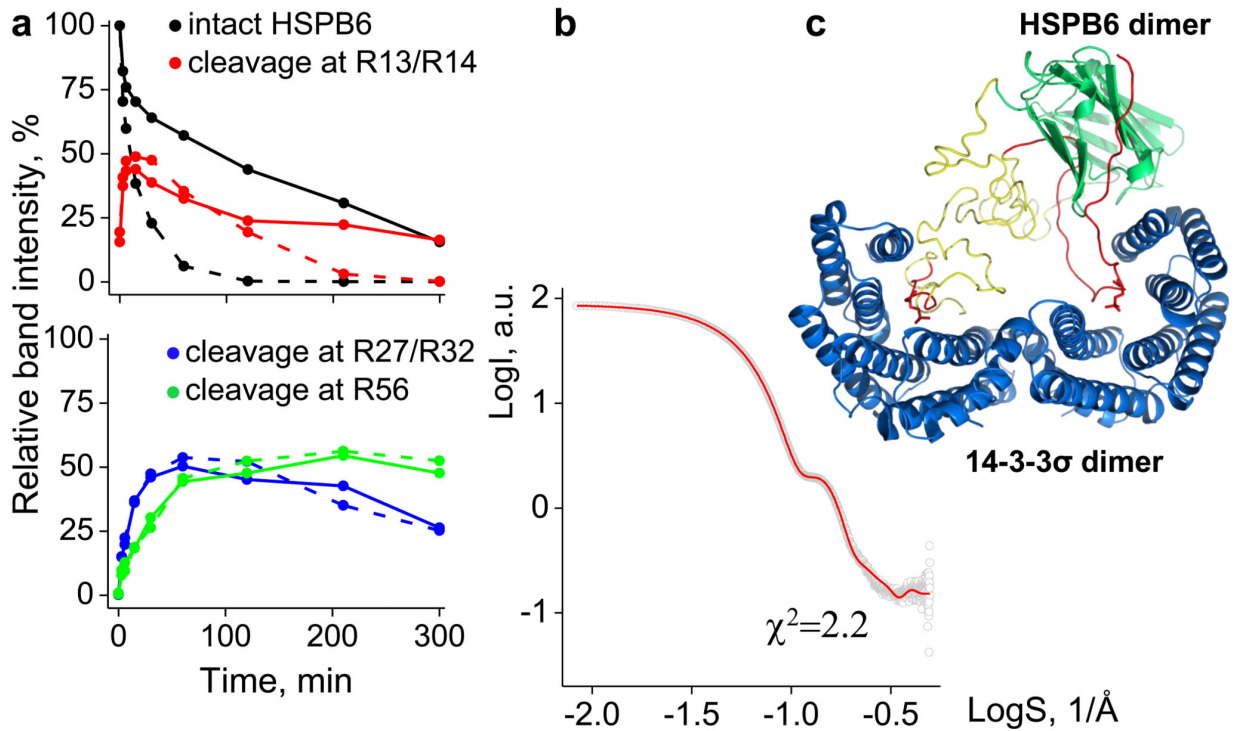 a
intact HSPB6
cleavage at R13/R14
100
75
50
25
0
cleavage at R27/R32
cleavage at R56
100
75
50
25
0
Relative band intensity, %
0
100
200
300
Time, min
b
2
1
0
-1
LogI, a.u.
χ²=2.2
-2.0
-1.5
-1.0
-0.5
LogS, 1/Å
c
HSPB6 dimer
14-3-3σ dimer